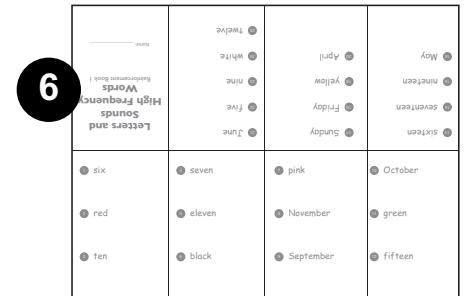 6
Letters and
Sounds
High Frequency
Words
Reinforcement Book 1
Name:
June
five
nine
white
twelve
Sunday
Friday
yellow
April
sixteen
seventeen
nineteen
May
six
red
ten
seven
eleven
black
pink
November
September
October
green
fifteen